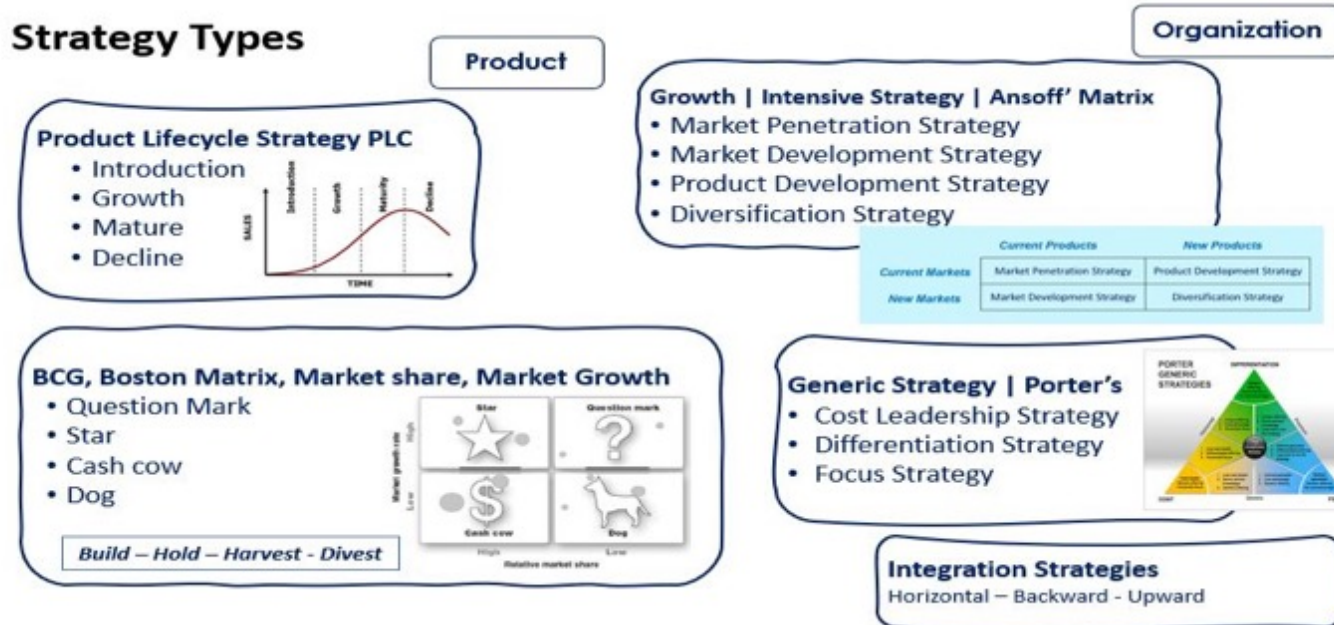 Strategy Types
Product
Organization
Product Lifecycle Strategy PLC
• Introduction
• Growth
• Mature
• Decline
SALES
Introduction
Growth
Maturity
Decline
TIME
Growth | Intensive Strategy | Ansoff' Matrix
• Market Penetration Strategy
• Market Development Strategy
• Product Development Strategy
• Diversification Strategy
Current Products New Products
Current Markets Market Penetration Strategy Product Development Strategy
New Markets Market Development Strategy Diversification Strategy
BCG, Boston Matrix, Market share, Market Growth
• Question Mark
• Star
• Cash cow
• Dog
Build – Hold – Harvest - Divest
Market growth rate
High
Low
Star
Question mark
Cash cow
Dog
High
Low
Relative market share
Generic Strategy | Porter's
• Cost Leadership Strategy
• Differentiation Strategy
• Focus Strategy
PORTER
GENERIC
STRATEGIES
DIFFERENTIATION
Integration Strategies
Horizontal – Backward - Upward